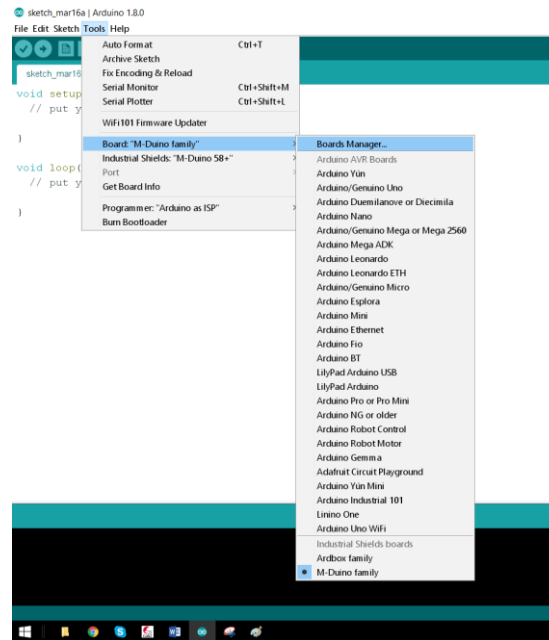 sketch_mar16a | Arduino 1.8.0
File Edit Sketch Tools Help
Auto Format Ctrl+T
Archive Sketch
Fix Encoding & Reload
Serial Monitor Ctrl+Shift+M
Serial Plotter Ctrl+Shift+L
WiFi101 Firmware Updater
Board: "M-Duino family"
Industrial Shields: "M-Duino 58+"
Port
Get Board Info
Programmer: "Arduino as ISP"
Burn Bootloader
sketch_mar16
void setup
// put y
}
void loop(
// put y
}
Boards Manager...
Arduino AVR Boards
Arduino Yún
Arduino/Genuino Uno
Arduino Duemilanove or Diecimila
Arduino Nano
Arduino/Genuino Mega or Mega 2560
Arduino Mega ADK
Arduino Leonardo
Arduino Leonardo ETH
Arduino/Genuino Micro
Arduino Esplora
Arduino Mini
Arduino Ethernet
Arduino Fio
Arduino BT
LilyPad Arduino USB
LilyPad Arduino
Arduino Pro or Pro Mini
Arduino NG or older
Arduino Robot Control
Arduino Robot Motor
Arduino Gemma
Adafruit Circuit Playground
Arduino Yún Mini
Arduino Industrial 101
Linino One
Arduino Uno WiFi
Industrial Shields boards
Ardbox family
M-Duino family